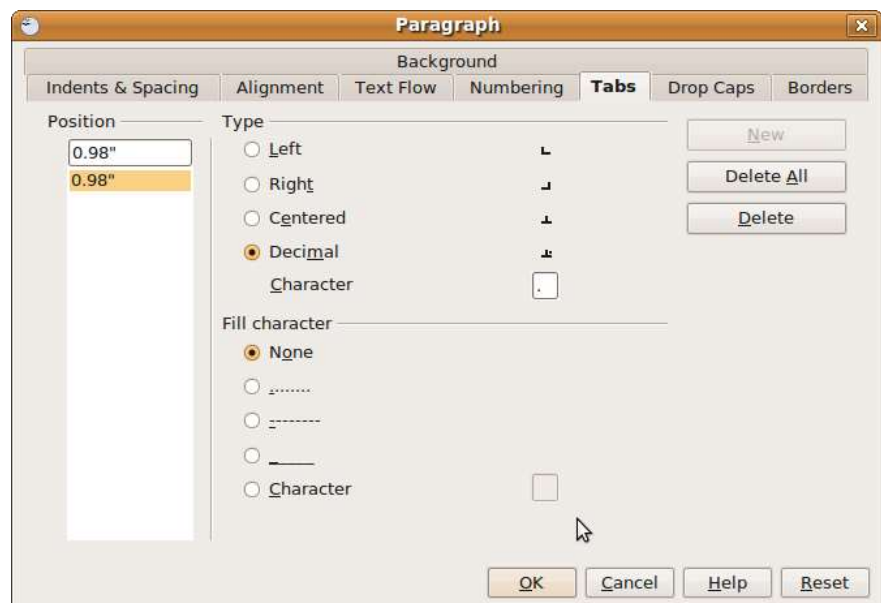 Paragraph
Background
Indents & Spacing Alignment Text Flow Numbering Tabs Drop Caps Borders
Position
0.98"
0.98"
Type
Left
Right
Centered
Decimal
Character .
Fill character
None
.........
---------
______
Character
New
Delete All
Delete
OK Cancel Help Reset